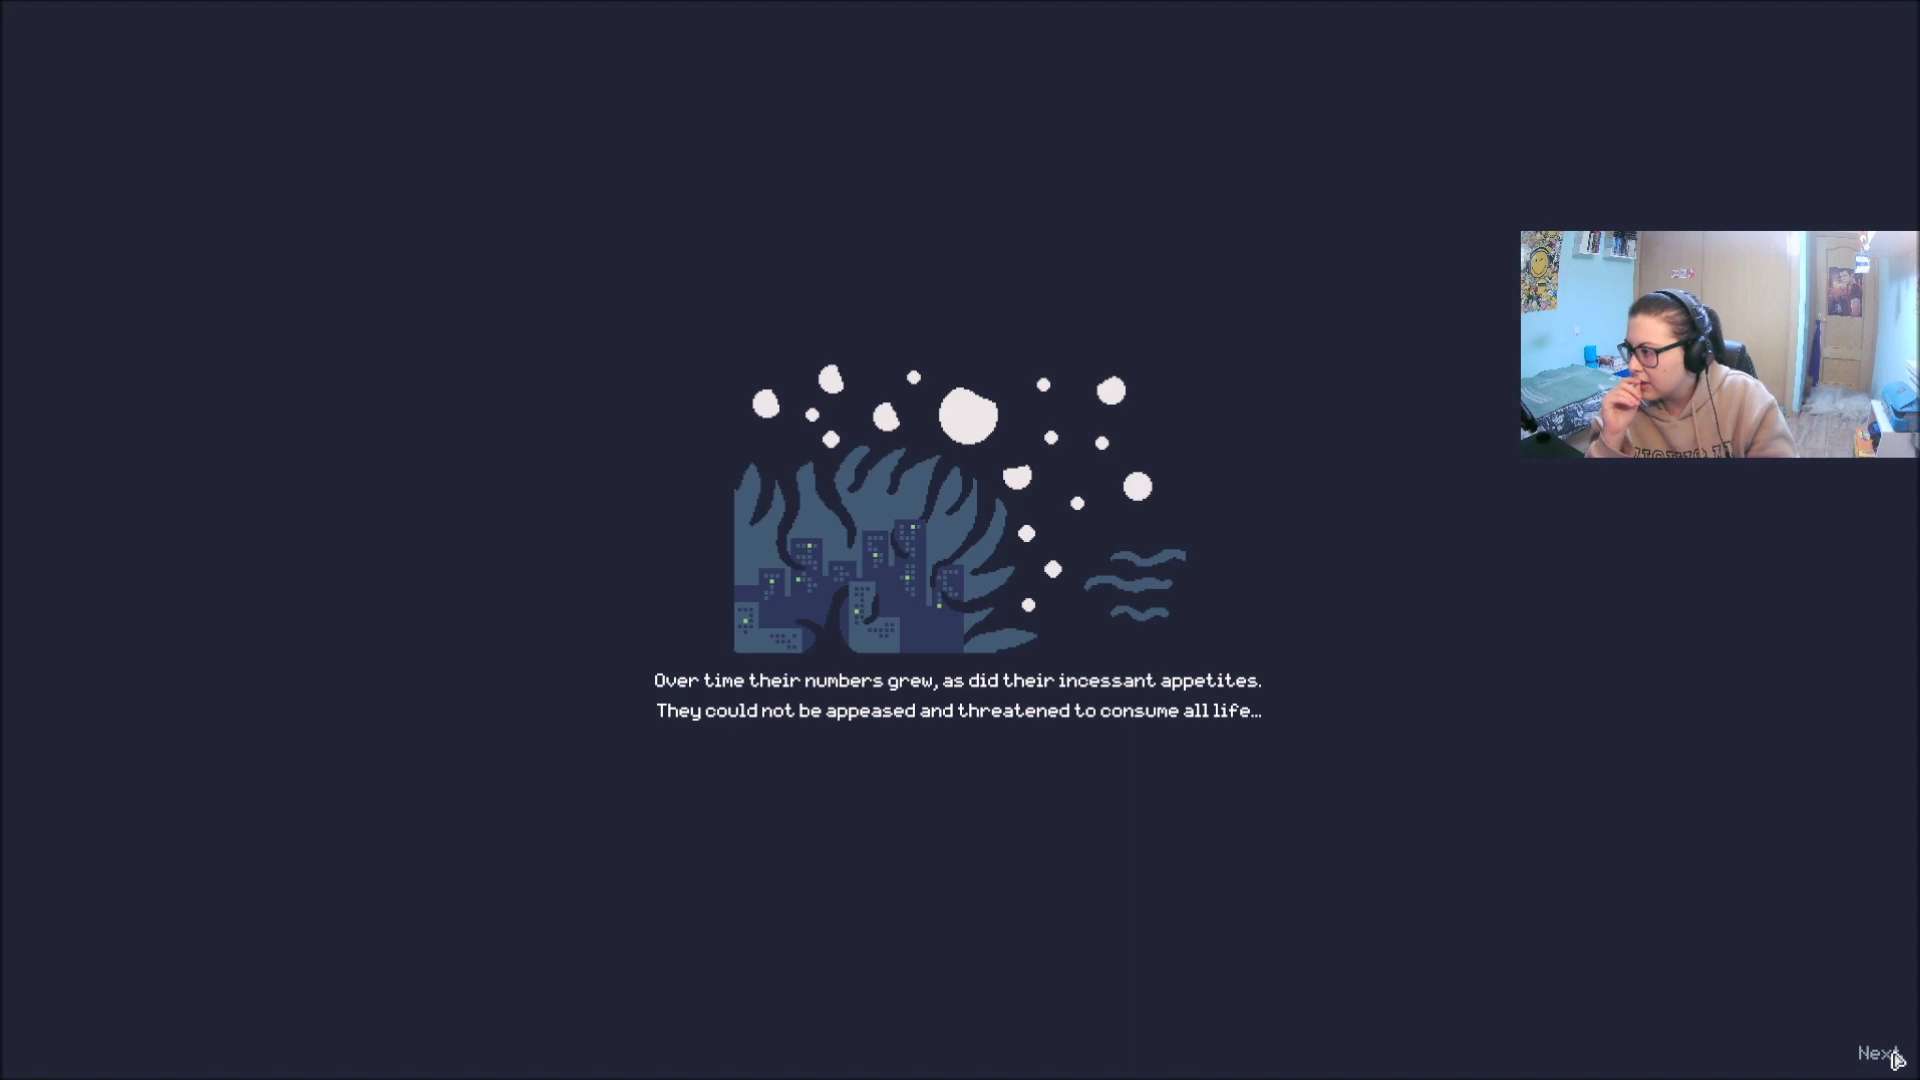 Over time their numbers grew, as did their incessant appetites.
They could not be appeased and threatened to consume all life...
Next